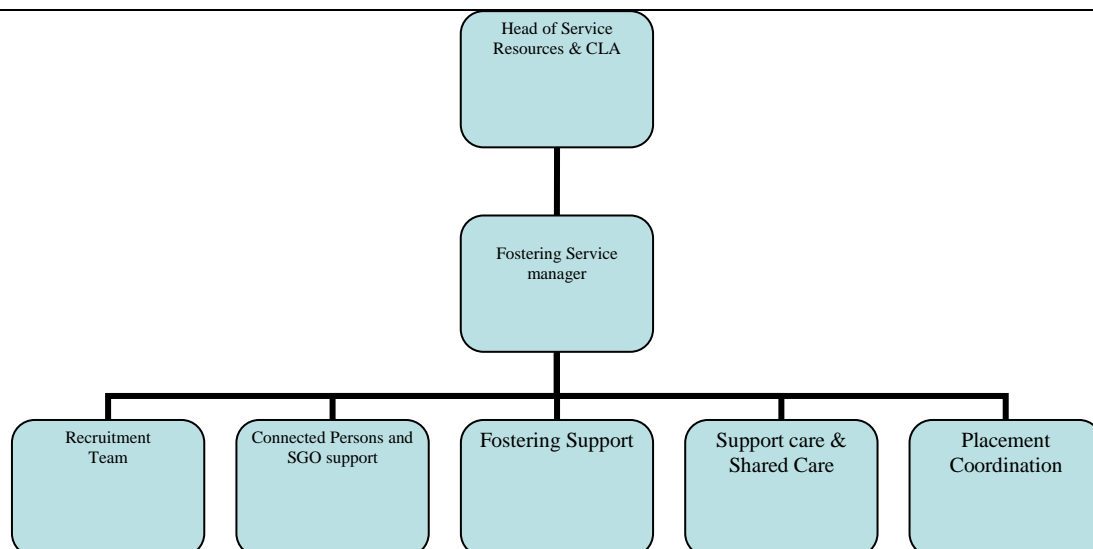 Head of Service
Resources & CLA
Fostering Service
manager
Recruitment
Team
Connected Persons and
SGO support
Fostering Support
Support care &
Shared Care
Placement
Coordination